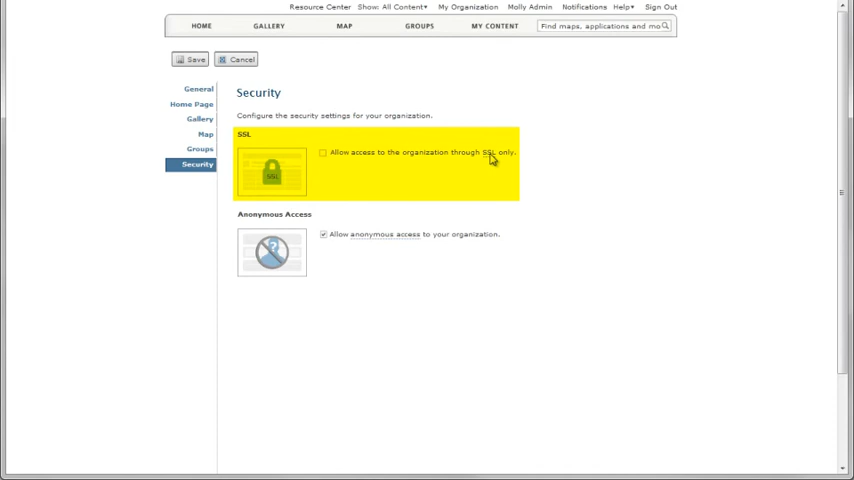 Resource Center Show: All Content▾ My Organization Molly Admin Notifications Help▾ Sign Out
HOME GALLERY MAP GROUPS MY CONTENT Find maps, applications and mo
Save Cancel
General
Home Page
Gallery
Map
Groups
Security
Security
Configure the security settings for your organization.
SSL
SSL
Allow access to the organization through SSL only.
Anonymous Access
Allow anonymous access to your organization.